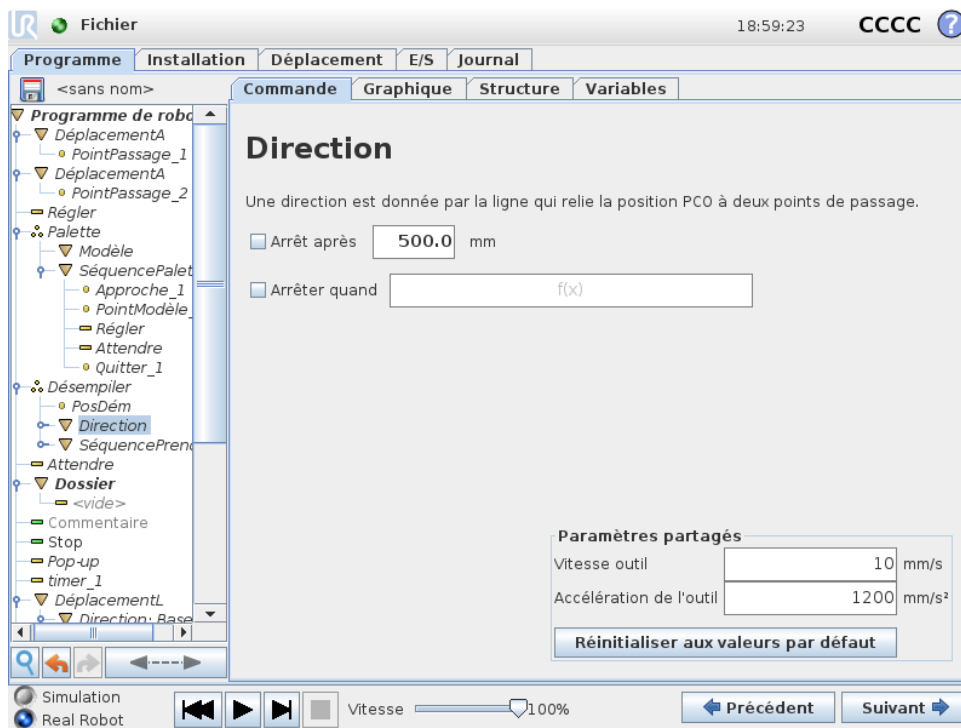 UR Fichier 18:59:23 CCCC ?
Programme Installation Déplacement E/S Journal
<sans nom>
Commande Graphique Structure Variables
Programme de robo
DéplacementA
PointPassage_1
DéplacementA
PointPassage_2
Régler
Palette
Modèle
SéquencePalet
Approche_1
PointModèle_
Régler
Attendre
Quitter_1
Désempiler
PosDém
Direction
SéquencePrend
Attendre
Dossier
<vide>
Commentaire
Stop
Pop-up
timer_1
DéplacementL
Direction: Base
Direction
Une direction est donnée par la ligne qui relie la position PCO à deux points de passage.
Arrêt après 500.0 mm
Arrêter quand f(x)
Paramètres partagés
Vitesse outil 10 mm/s
Accélération de l'outil 1200 mm/s²
Réinitialiser aux valeurs par défaut
Simulation
Real Robot
Vitesse 100%
Précédent Suivant